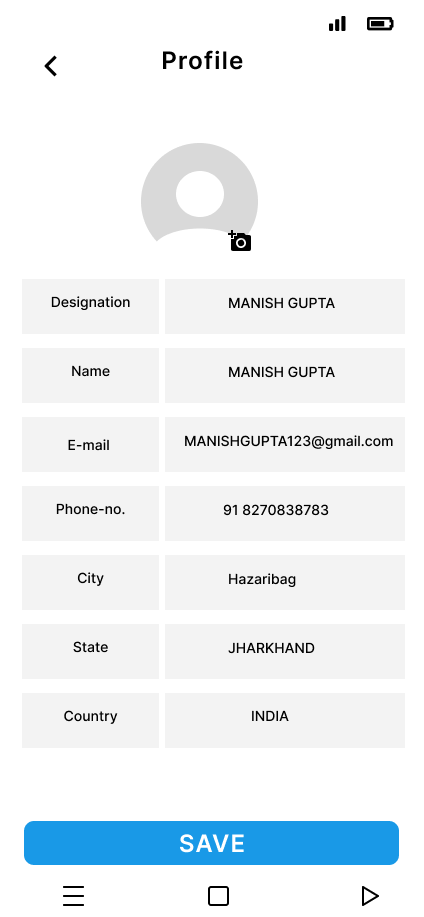 Profile
Designation MANISH GUPTA
Name MANISH GUPTA
E-mail MANISHGUPTA123@gmail.com
Phone-no. 91 8270838783
City Hazaribag
State JHARKHAND
Country INDIA
SAVE